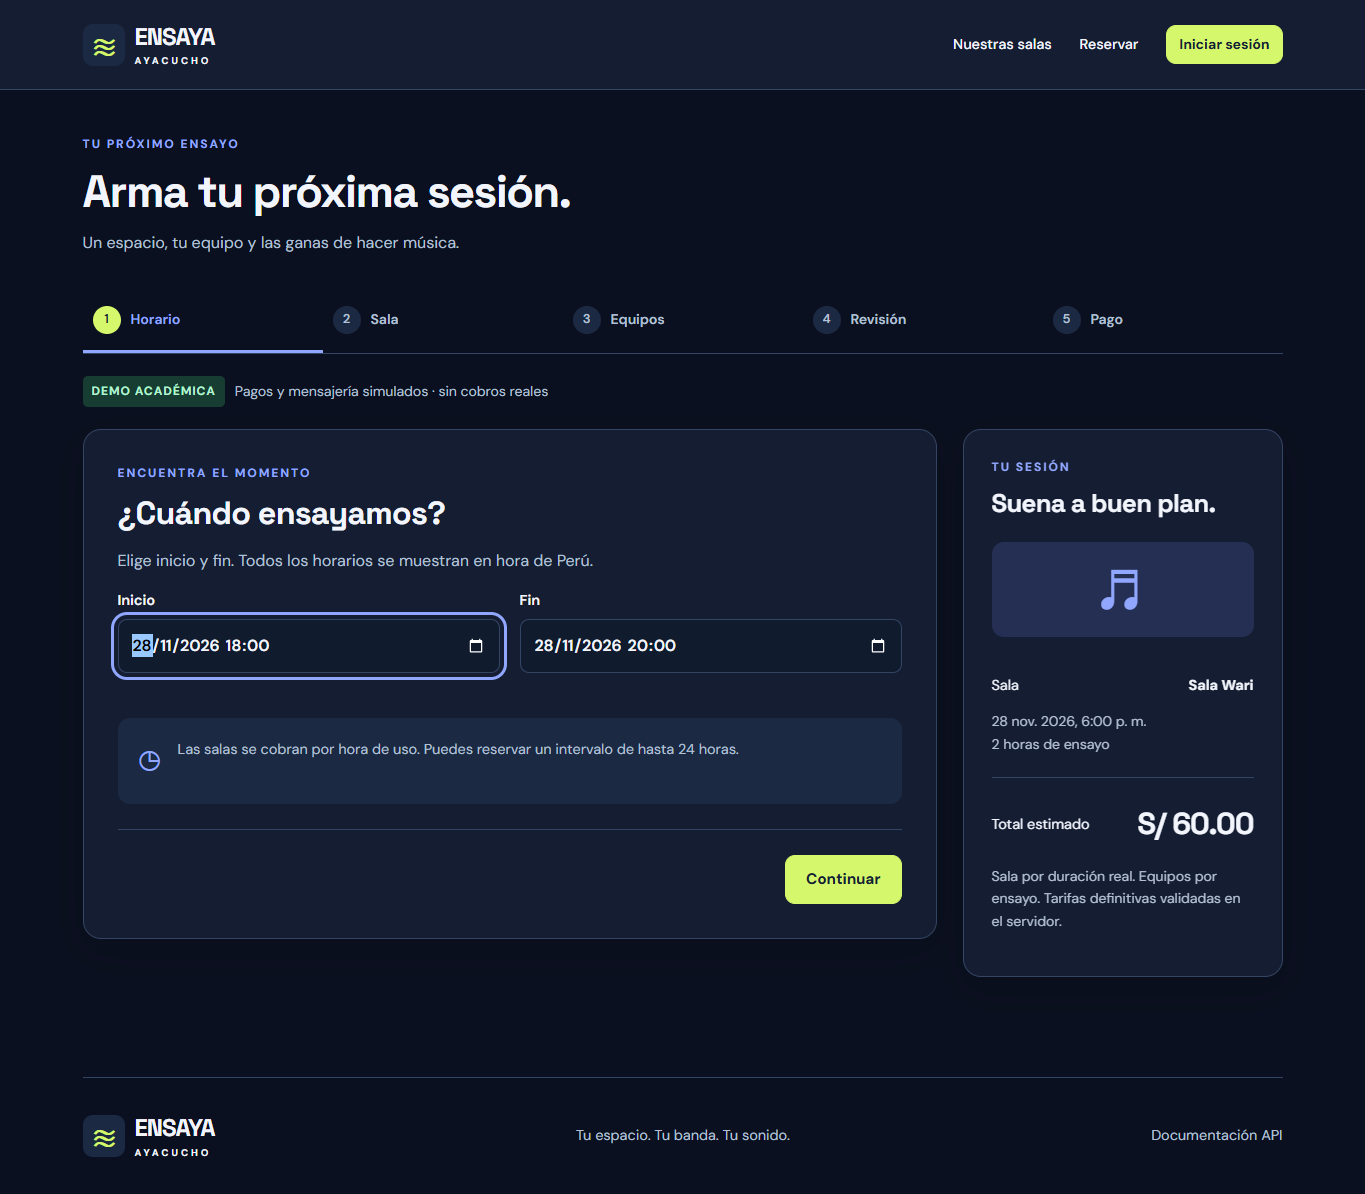 ENSAYA
AYACUCHO
Nuestras salas
Reservar
Iniciar sesión
TU PRÓXIMO ENSAYO
Arma tu próxima sesión.
Un espacio, tu equipo y las ganas de hacer música.
1 Horario
2 Sala
3 Equipos
4 Revisión
5 Pago
DEMO ACADÉMICA Pagos y mensajería simulados · sin cobros reales
ENCUENTRA EL MOMENTO
¿Cuándo ensayamos?
Elige inicio y fin. Todos los horarios se muestran en hora de Perú.
Inicio
28/11/2026 18:00
Fin
28/11/2026 20:00
Las salas se cobran por hora de uso. Puedes reservar un intervalo de hasta 24 horas.
Continuar
TU SESIÓN
Suena a buen plan.
Sala Sala Wari
28 nov. 2026, 6:00 p. m.
2 horas de ensayo
Total estimado S/ 60.00
Sala por duración real. Equipos por
ensayo. Tarifas definitivas validadas en
el servidor.
ENSAYA
AYACUCHO
Tu espacio. Tu banda. Tu sonido.
Documentación API